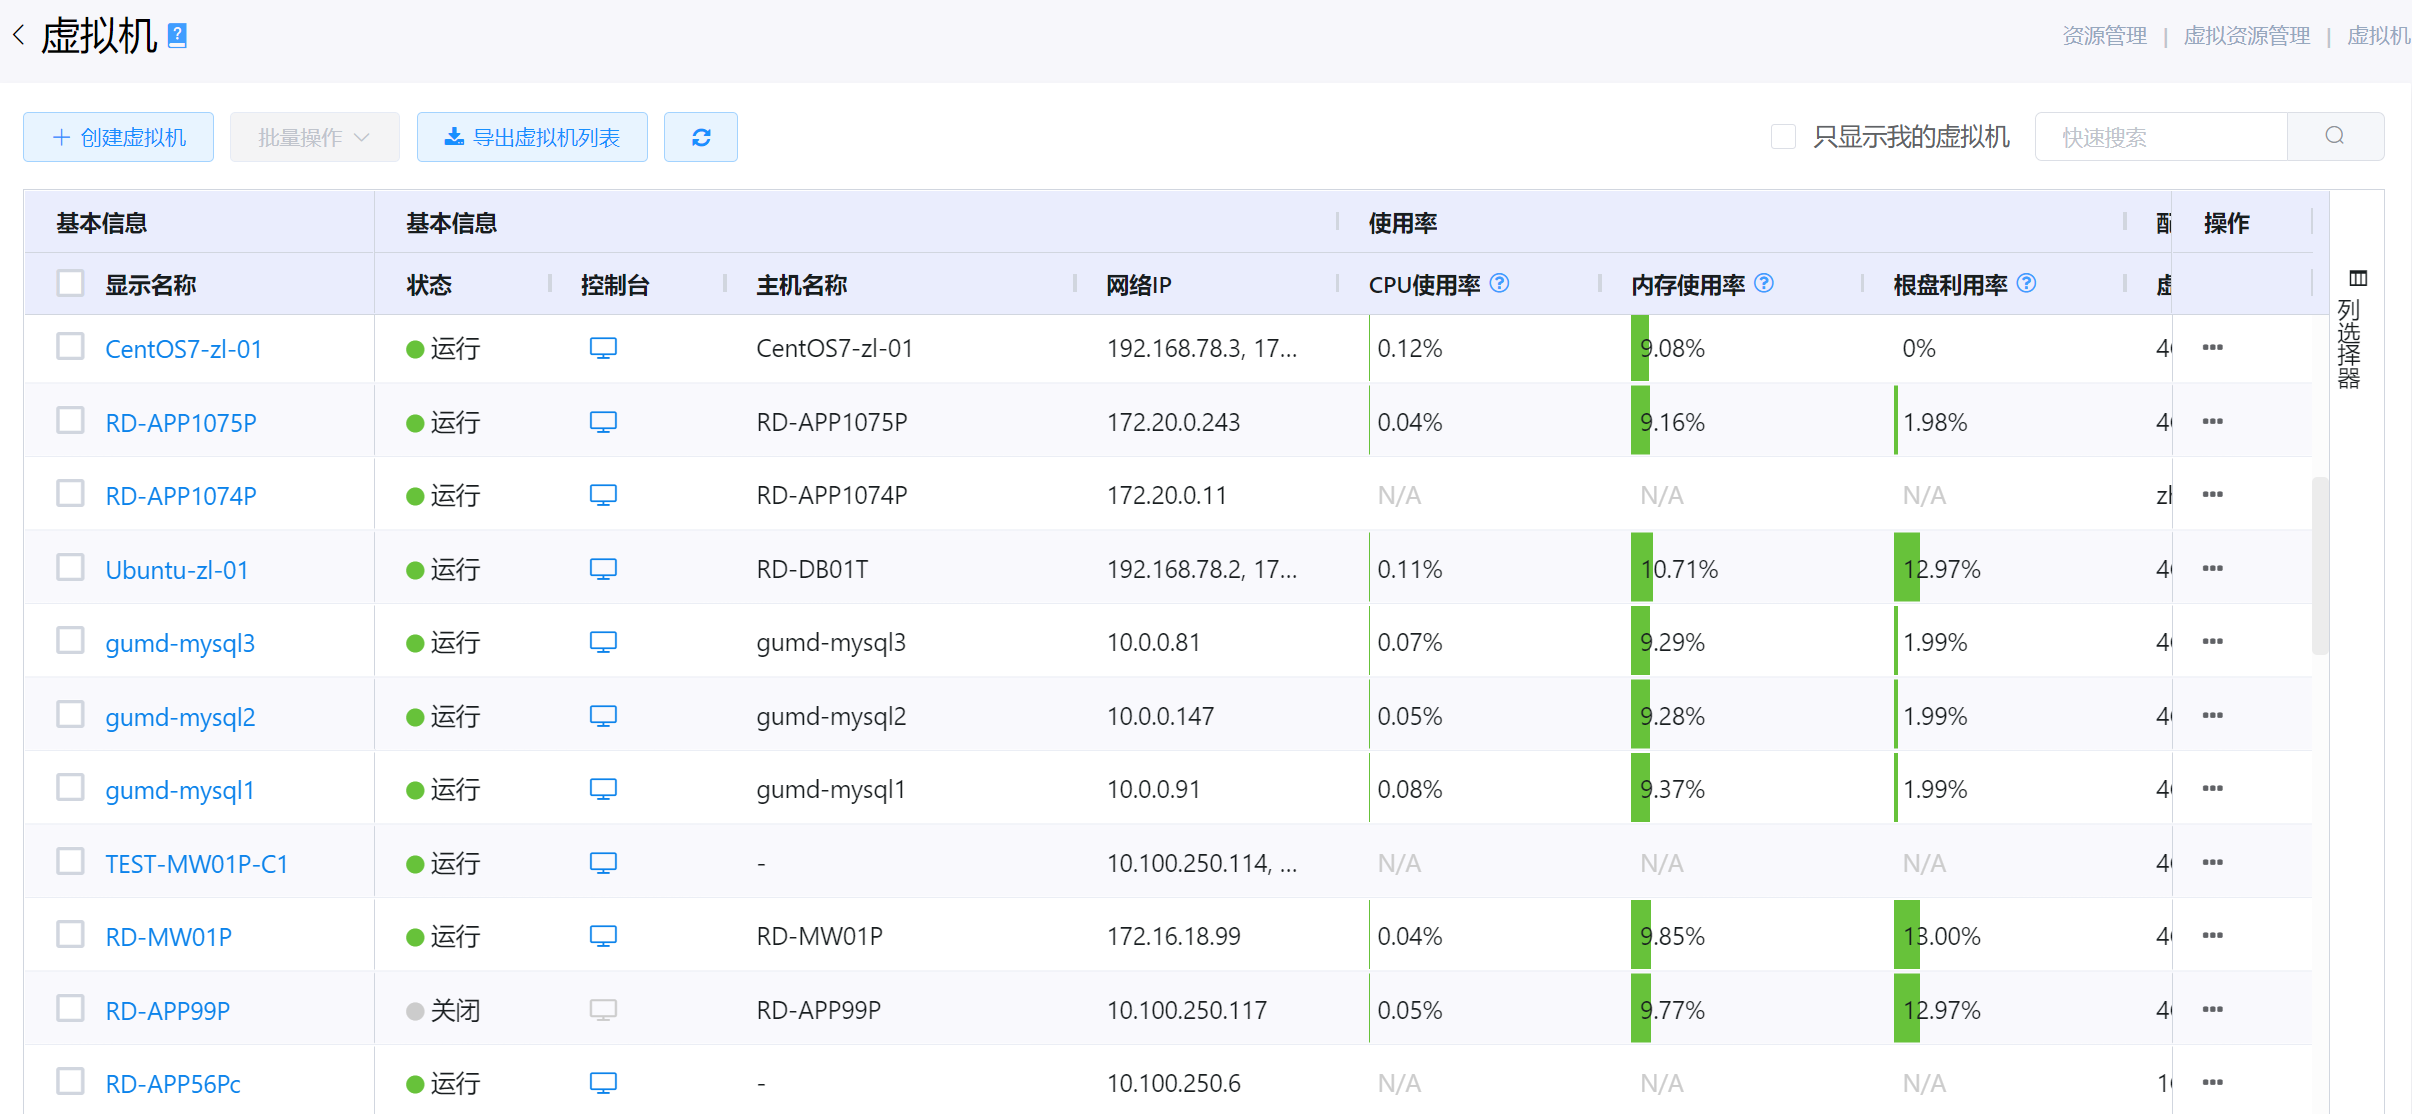 虚拟机
资源管理 | 虚拟资源管理 | 虚拟机
创建虚拟机 批量操作 导出虚拟机列表 只显示我的虚拟机 快速搜索
基本信息 基本信息 使用率 操作
显示名称 状态 控制台 主机名称 网络IP CPU使用率 内存使用率 根盘利用率
列选择器
CentOS7-zl-01 运行 CentOS7-zl-01 192.168.78.3, 17... 0.12% 9.08% 0%
RD-APP1075P 运行 RD-APP1075P 172.20.0.243 0.04% 9.16% 1.98%
RD-APP1074P 运行 RD-APP1074P 172.20.0.11 N/A N/A N/A
Ubuntu-zl-01 运行 RD-DB01T 192.168.78.2, 17... 0.11% 10.71% 12.97%
gumd-mysql3 运行 gumd-mysql3 10.0.0.81 0.07% 9.29% 1.99%
gumd-mysql2 运行 gumd-mysql2 10.0.0.147 0.05% 9.28% 1.99%
gumd-mysql1 运行 gumd-mysql1 10.0.0.91 0.08% 9.37% 1.99%
TEST-MW01P-C1 运行 - 10.100.250.114, ... N/A N/A N/A
RD-MW01P 运行 RD-MW01P 172.16.18.99 0.04% 9.85% 13.00%
RD-APP99P 关闭 RD-APP99P 10.100.250.117 0.05% 9.77% 12.97%
RD-APP56Pc 运行 - 10.100.250.6 N/A N/A N/A